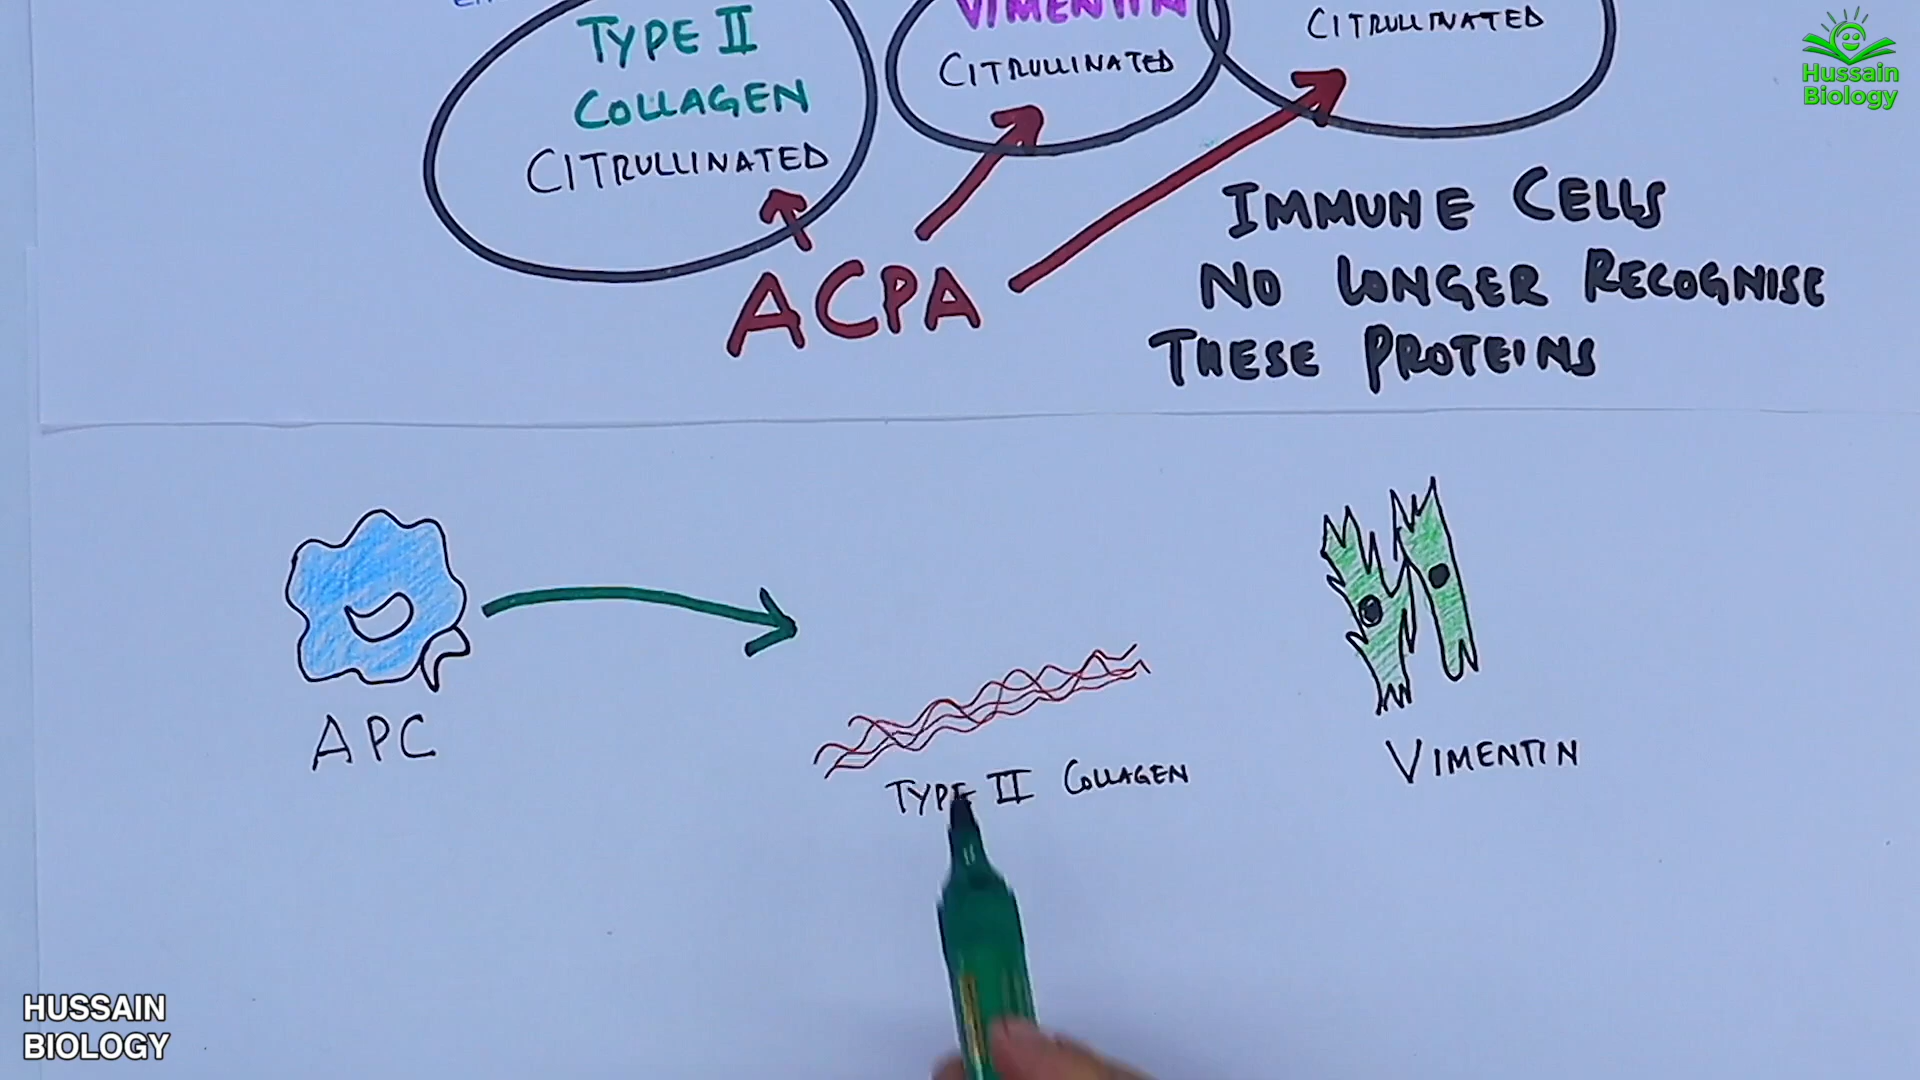 TYPE II
COLLAGEN
CITRULLINATED
VIMENTIN
CITRULLINATED
CITRULLINATED
ACPA
IMMUNE CELLS
NO LONGER RECOGNISE
THESE PROTEINS
APC
TYPE II COLLAGEN
VIMENTIN
Hussain
Biology
HUSSAIN
BIOLOGY